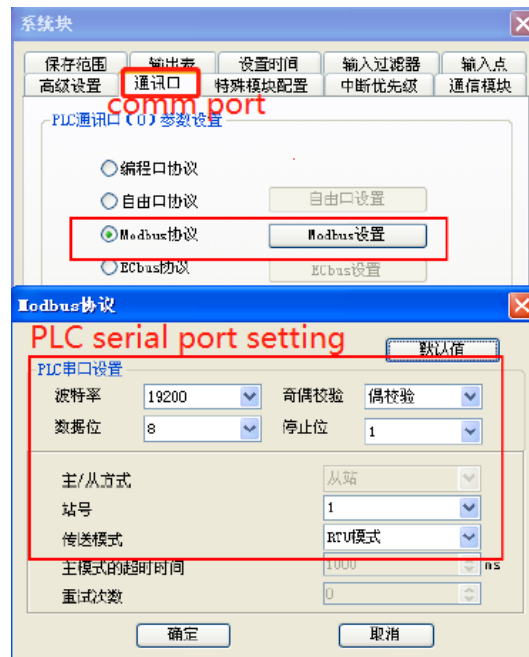 系统块
保存范围 输出表 设置时间 输入过滤器 输入点
高级设置 通讯口 特殊模块配置 中断优先级 通信模块
comm port
PLC通讯口(0)参数设置
编程口协议
自由口协议 自由口设置
Modbus协议 Modbus设置
ECbus协议 ECbus设置
Modbus协议
PLC serial port setting
默认值
PLC串口设置
波特率 19200 奇偶校验 偶校验
数据位 8 停止位 1
主/从方式 从站
站号 1
传送模式 RTU模式
主模式的超时时间 1000 ms
重试次数 0
确定 取消